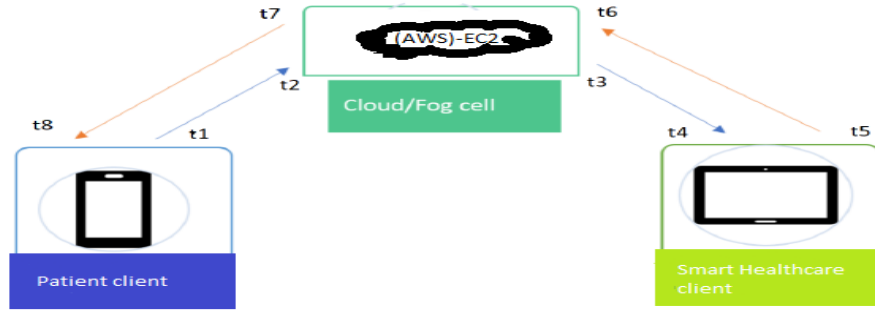 t7
t6
(AWS)-EC2
t2
t3
Cloud/Fog cell
t8
t1
t4
t5
Patient client
Smart Healthcare
client